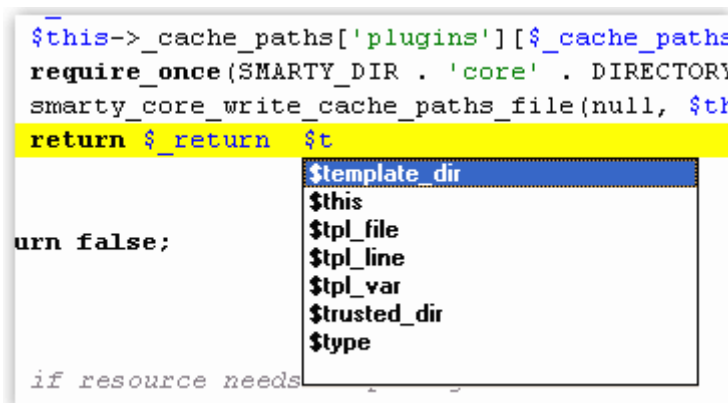 $this->_cache_paths['plugins'][$_cache_paths
require_once(SMARTY_DIR . 'core' . DIRECTORY
smarty_core_write_cache_paths_file(null, $th
return $_return $t
$template_dir
$this
$tpl_file
$tpl_line
$tpl_var
$trusted_dir
$type
urn false;
if resource needs